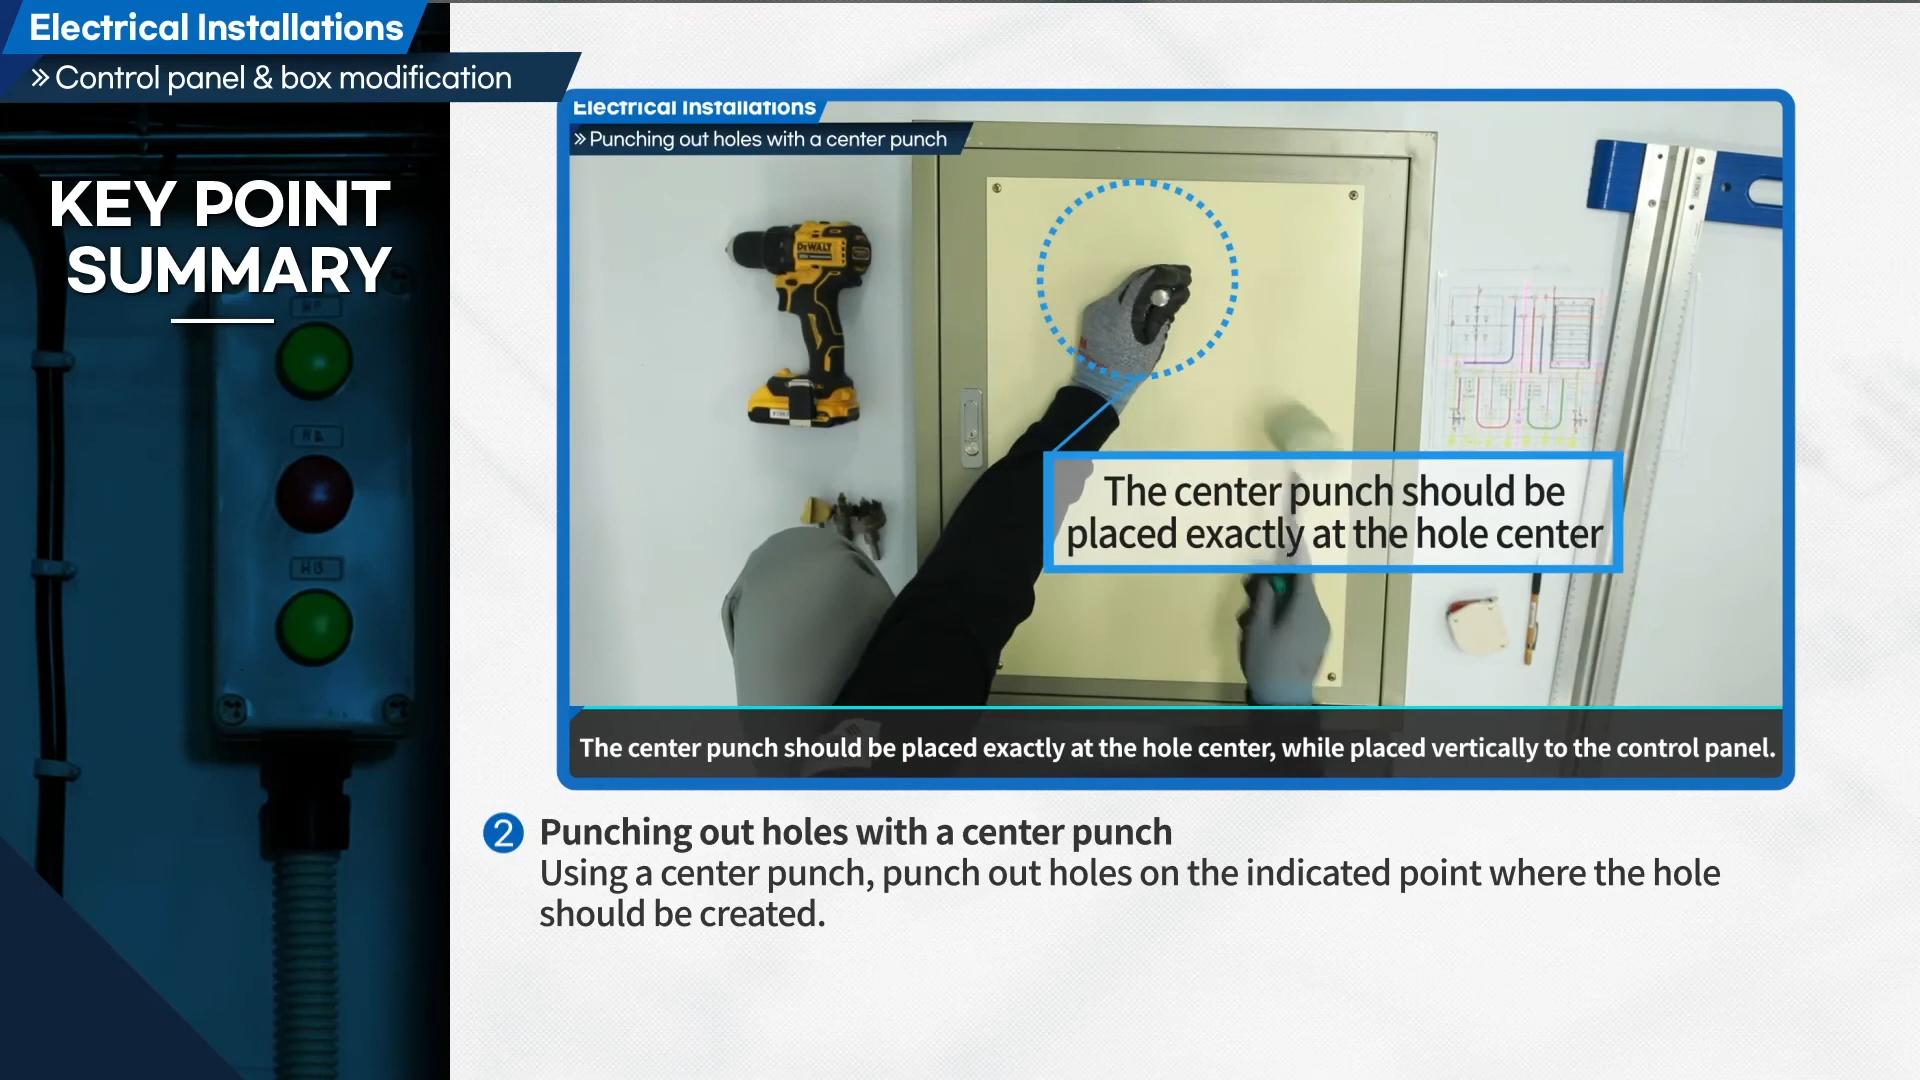 Electrical Installations
» Control panel & box modification
KEY POINT
SUMMARY
Electrical Installations
» Punching out holes with a center punch
DEWALT
The center punch should be
placed exactly at the hole center
The center punch should be placed exactly at the hole center, while placed vertically to the control panel.
2 Punching out holes with a center punch
Using a center punch, punch out holes on the indicated point where the hole
should be created.